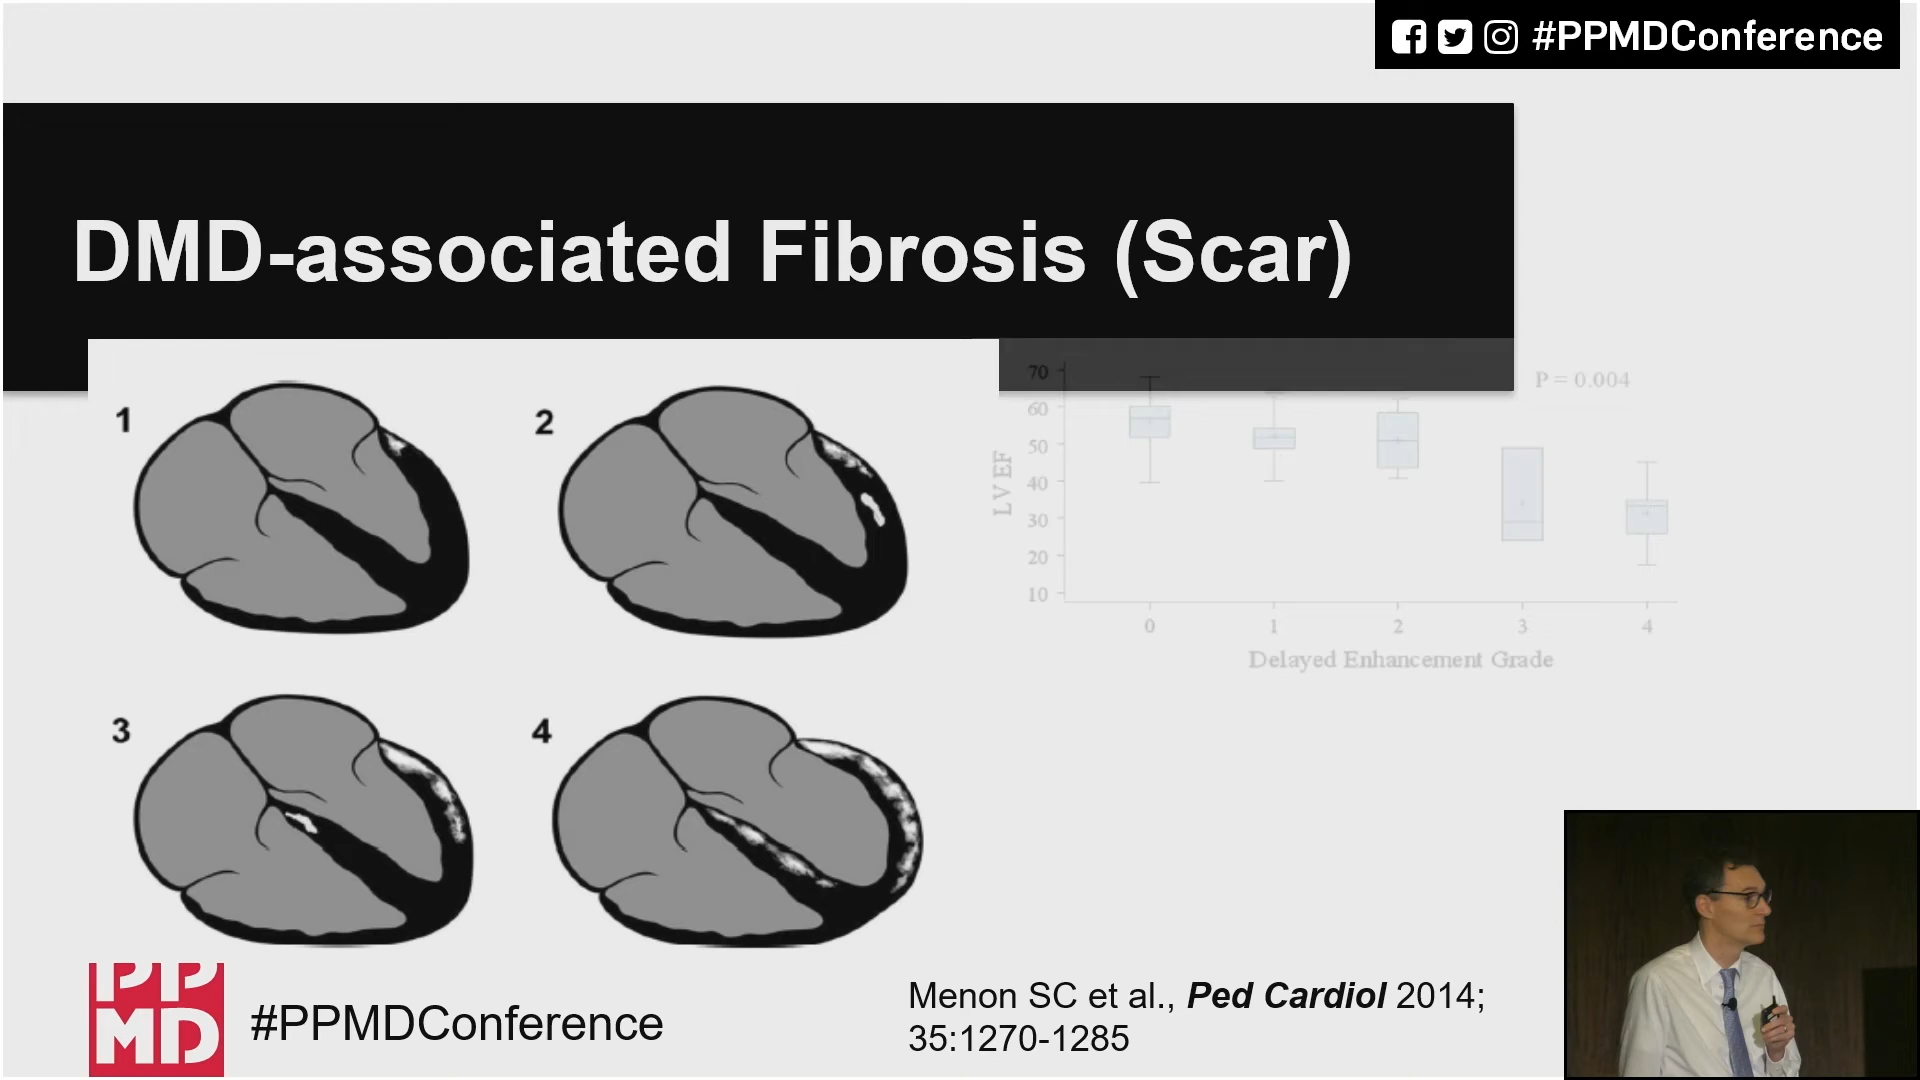 #PPMDConference
DMD-associated Fibrosis (Scar)
1
2
3
4
70
60
50
40
30
20
10
LV EF
P = 0.004
0 1 2 3 4
Delayed Enhancement Grade
PP
MD
#PPMDConference
Menon SC et al., Ped Cardiol 2014;
35:1270-1285